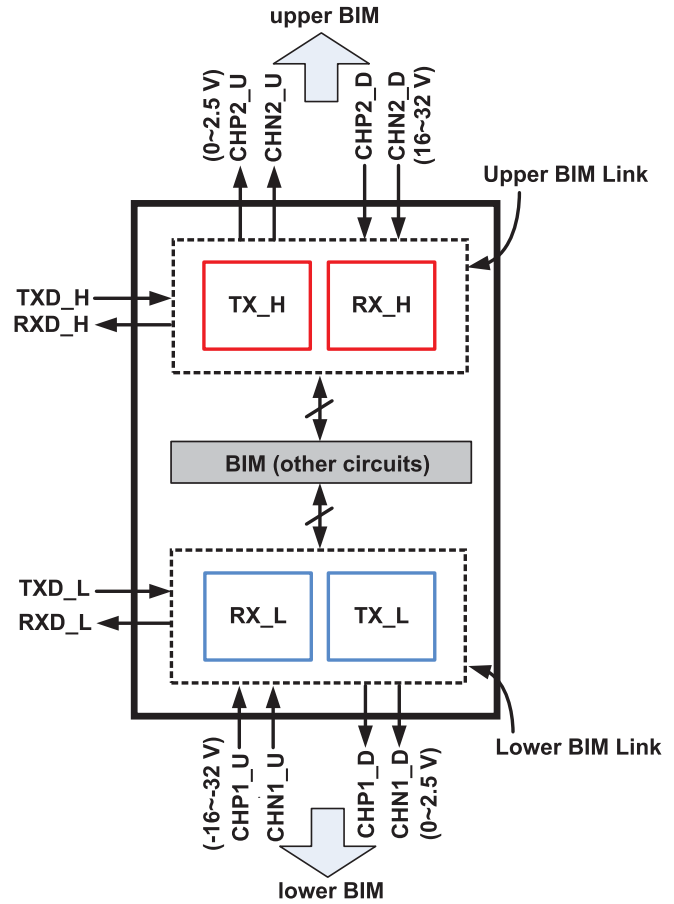 upper BIM
(0~2.5 V)
CHP2_U
CHN2_U
CHP2_D
CHN2_D
(16~32 V)
Upper BIM Link
TXD_H
RXD_H
TX_H
RX_H
BIM (other circuits)
TXD_L
RXD_L
RX_L
TX_L
Lower BIM Link
(-16~-32 V)
CHP1_U
CHN1_U
CHP1_D
CHN1_D
(0~2.5 V)
lower BIM